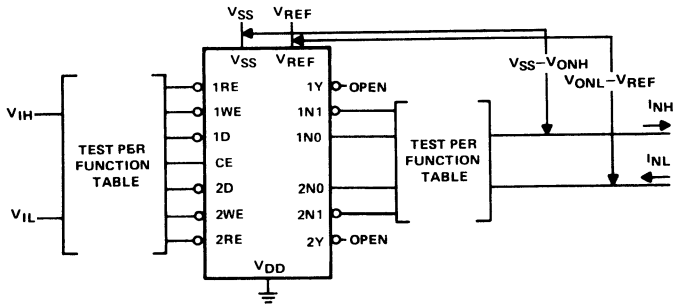 VSS VREF
VSS VREF
VSS–VONH
VONL–VREF
VIH
VIL
TEST PER
FUNCTION
TABLE
1RE
1WE
1D
CE
2D
2WE
2RE
1Y
1N1
1N0
2N0
2N1
2Y
OPEN
OPEN
VDD
TEST PER
FUNCTION
TABLE
INH
INL